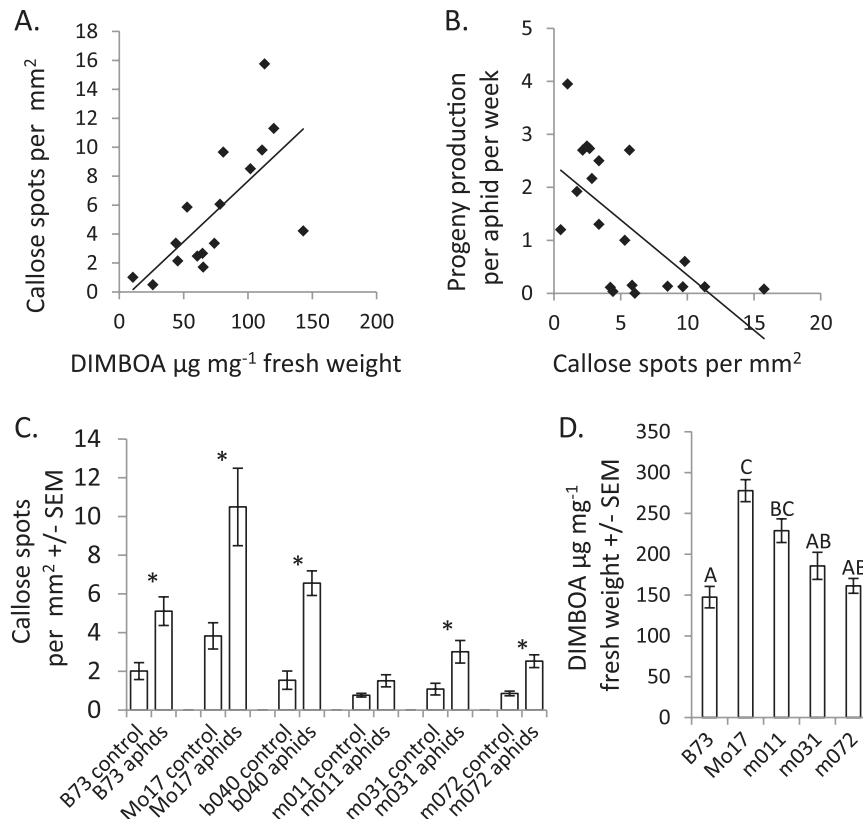 A.
Callose spots per mm²
18
16
14
12
10
8
6
4
2
0
0 50 100 150 200
DIMBOA µg mg⁻¹ fresh weight
B.
Progeny production
per aphid per week
5
4
3
2
1
0
0 5 10 15 20
Callose spots per mm²
C.
Callose spots
per mm² +/- SEM
14
12
10
8
6
4
2
0
* * * * *
B73 control
B73 aphids
Mo17 control
Mo17 aphids
b040 control
b040 aphids
m011 control
m011 aphids
m031 control
m031 aphids
m072 control
m072 aphids
D.
DIMBOA µg mg⁻¹
fresh weight +/- SEM
350
300
250
200
150
100
50
0
A C BC AB AB
B73
Mo17
m011
m031
m072